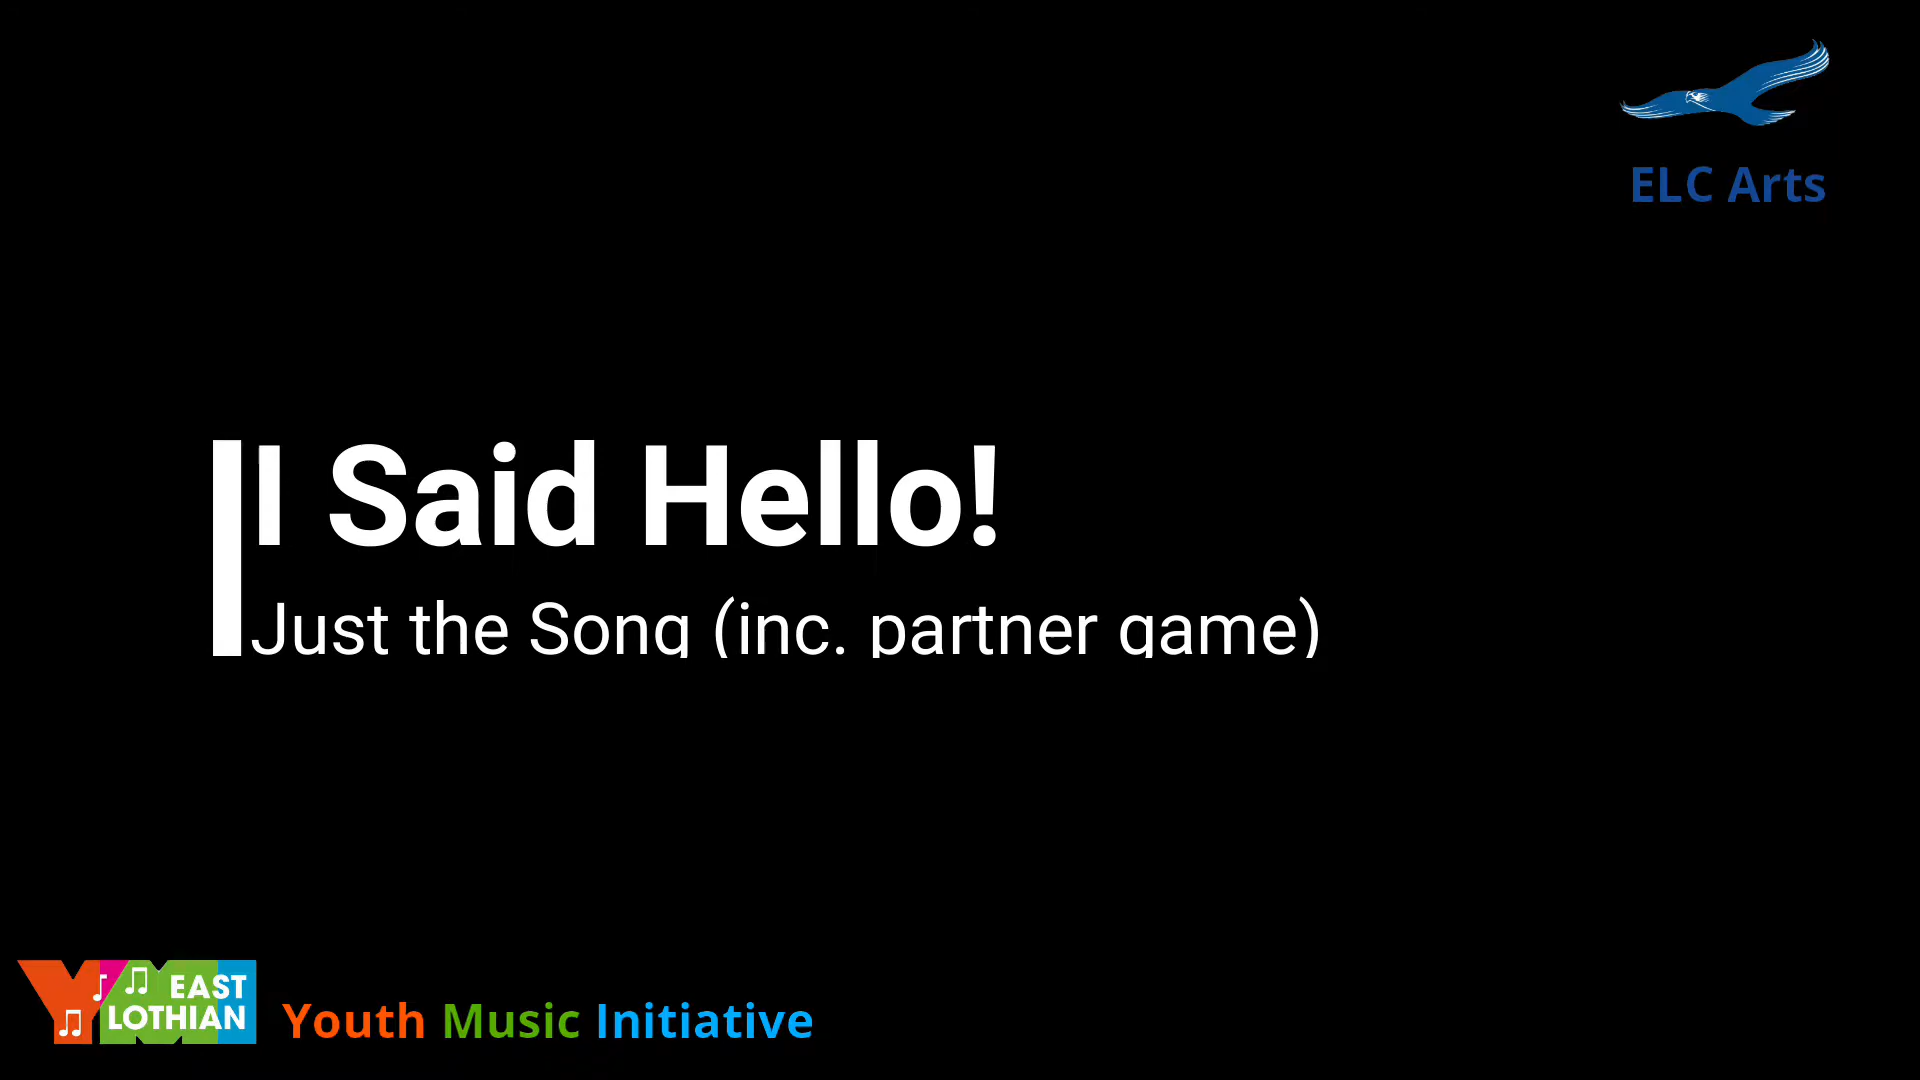 ELC Arts
I Said Hello!
Just the Song (inc. partner game)
EAST
LOTHIAN
Youth Music Initiative